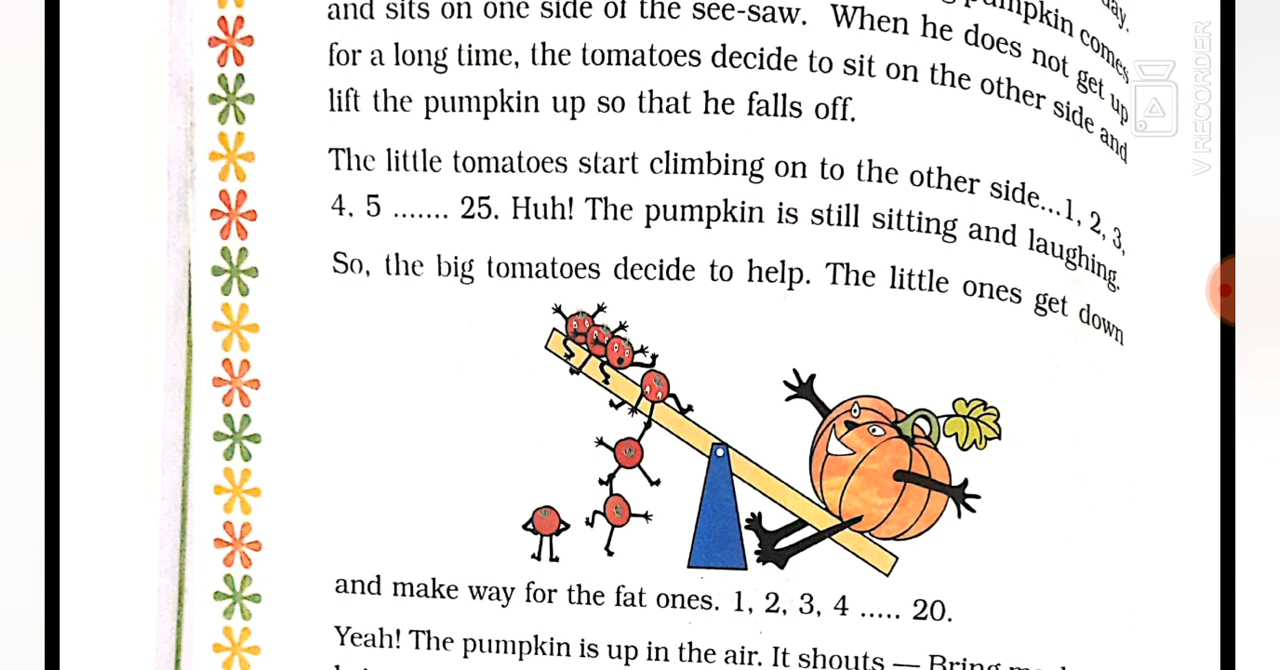 day.
pumpkin comes
and sits on one side of the see-saw. When he does not get up
for a long time, the tomatoes decide to sit on the other side and
lift the pumpkin up so that he falls off.
The little tomatoes start climbing on to the other side...1, 2, 3,
4, 5 ....... 25. Huh! The pumpkin is still sitting and laughing.
So, the big tomatoes decide to help. The little ones get down
and make way for the fat ones. 1, 2, 3, 4 ..... 20.
Yeah! The pumpkin is up in the air. It shouts — Bring
V RECORDER